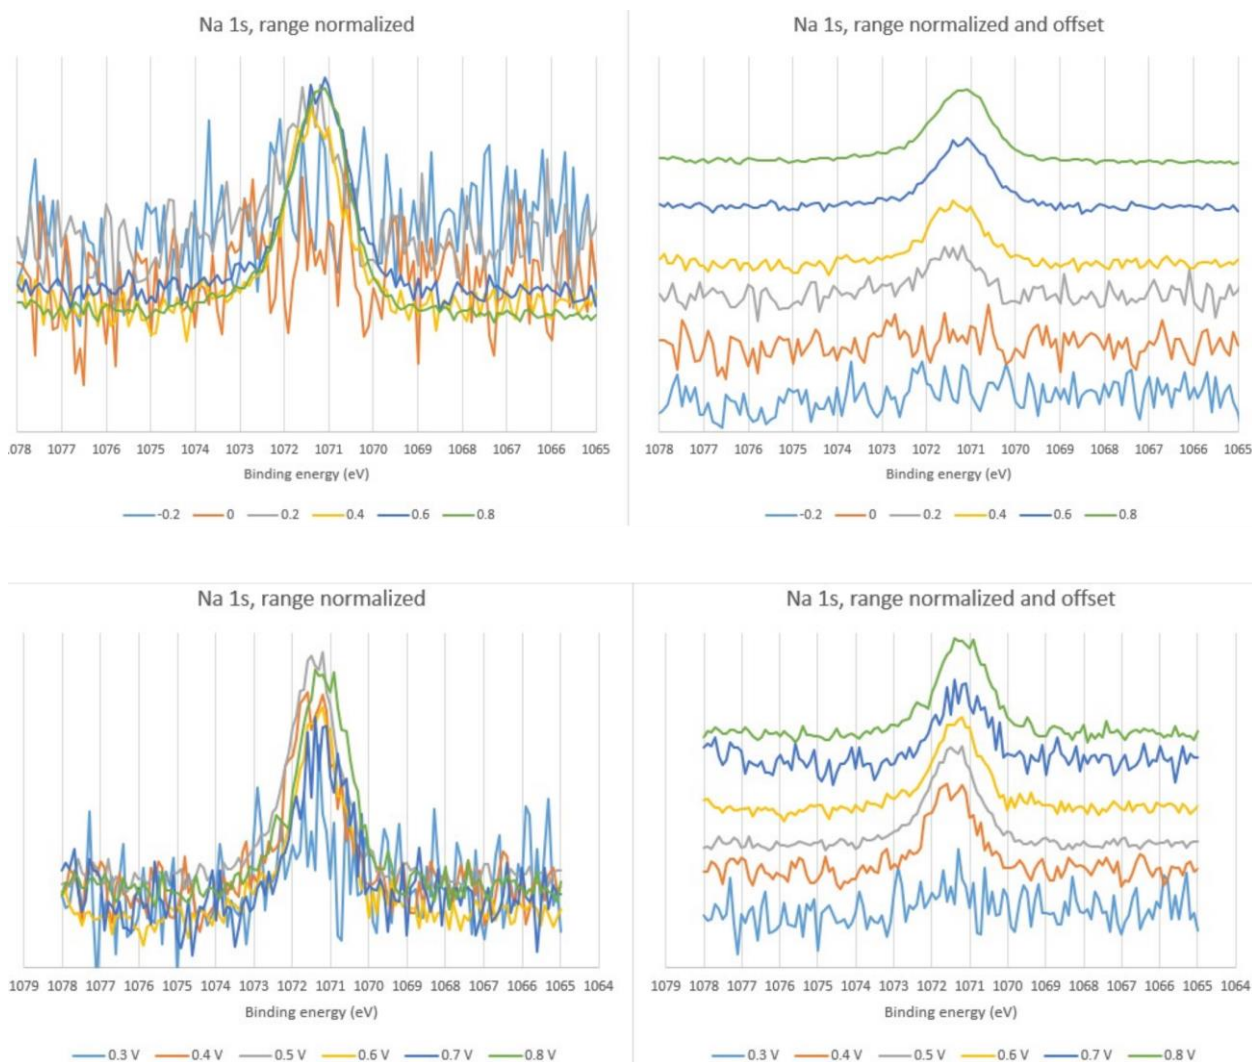 Na 1s, range normalized
Na 1s, range normalized and offset
1078 1077 1076 1075 1074 1073 1072 1071 1070 1069 1068 1067 1066 1065
1078 1077 1076 1075 1074 1073 1072 1071 1070 1069 1068 1067 1066 1065
Binding energy (eV)
Binding energy (eV)
-0.2 0 0.2 0.4 0.6 0.8
-0.2 0 0.2 0.4 0.6 0.8
Na 1s, range normalized
Na 1s, range normalized and offset
1079 1078 1077 1076 1075 1074 1073 1072 1071 1070 1069 1068 1067 1066 1065 1064
1079 1078 1077 1076 1075 1074 1073 1072 1071 1070 1069 1068 1067 1066 1065 1064
Binding energy (eV)
Binding energy (eV)
0.3 V 0.4 V 0.5 V 0.6 V 0.7 V 0.8 V
0.3 V 0.4 V 0.5 V 0.6 V 0.7 V 0.8 V